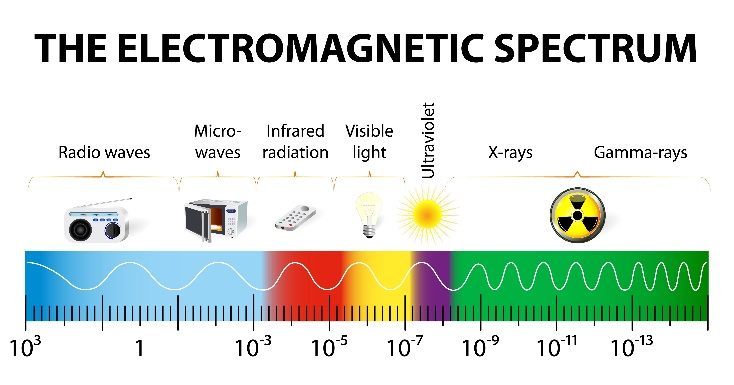 THE ELECTROMAGNETIC SPECTRUM
Radio waves
Micro-
waves
Infrared
radiation
Visible
light
Ultraviolet
X-rays
Gamma-rays
10³ 1 10⁻³ 10⁻⁵ 10⁻⁷ 10⁻⁹ 10⁻¹¹ 10⁻¹³